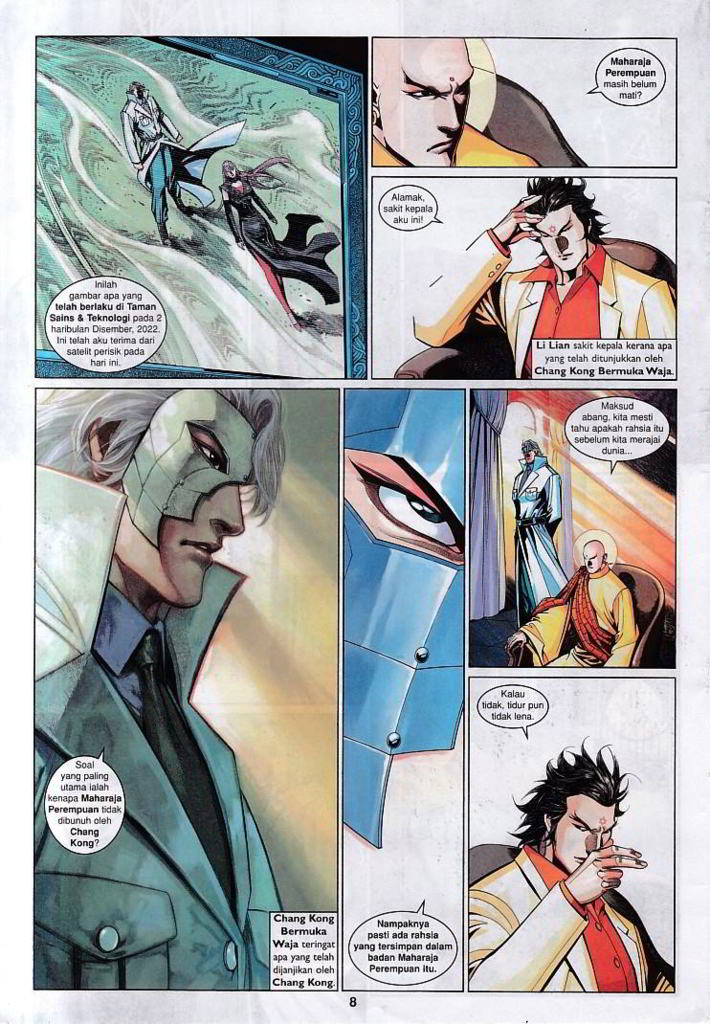 Inilah
gambar apa yang
telah berlaku di Taman
Sains & Teknologi pada 2
haribulan Disember, 2022.
Ini telah aku terima dari
satelit perisik pada
hari ini.
Maharaja
Perempuan
masih belum
mati?
Alamak,
sakit kepala
aku ini!
Li Lian sakit kepala kerana apa
yang telah ditunjukkan oleh
Chang Kong Bermuka Waja.
Soal
yang paling
utama ialah
kenapa Maharaja
Perempuan tidak
dibunuh oleh
Chang
Kong?
Chang Kong
Bermuka
Waja teringat
apa yang telah
dijanjikan oleh
Chang Kong.
Nampaknya
pasti ada rahsia
yang tersimpan dalam
badan Maharaja
Perempuan itu.
Maksud
abang, kita mesti
tahu apakah rahsia itu
sebelum kita merajai
dunia...
Kalau
tidak, tidur pun
tidak lena.
8